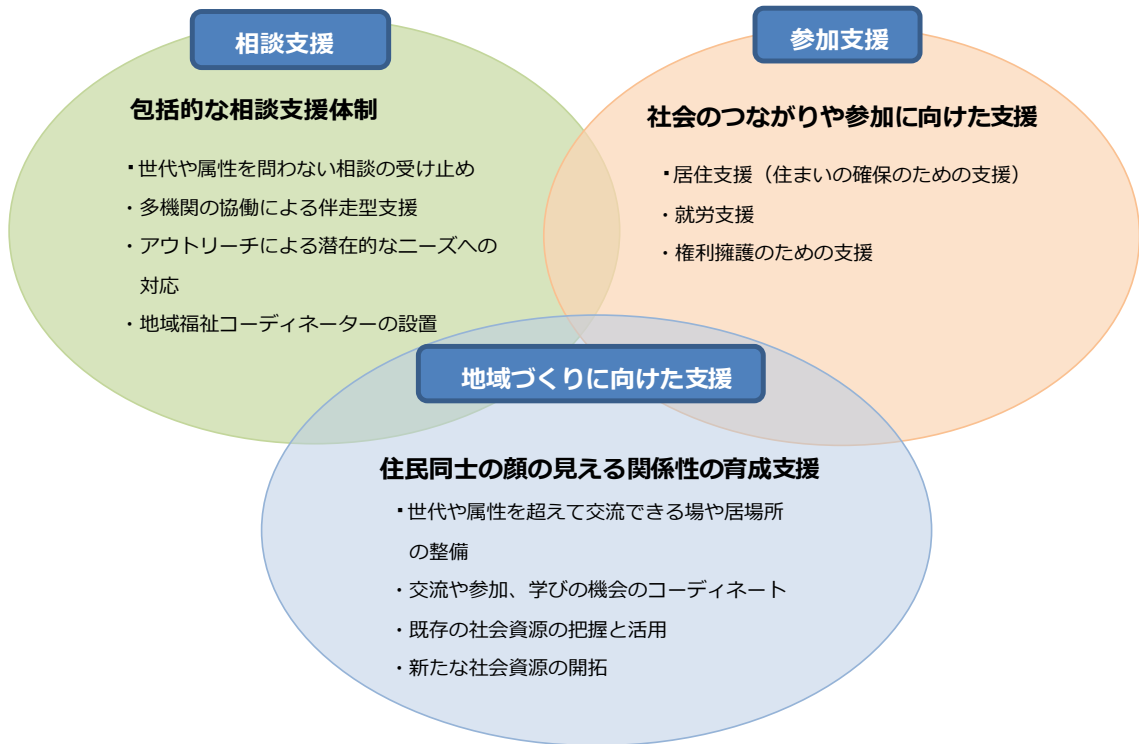 相談支援
包括的な相談支援体制
・世代や属性を問わない相談の受け止め
・多機関の協働による伴走型支援
・アウトリーチによる潜在的なニーズへの
対応
・地域福祉コーディネーターの設置
参加支援
社会のつながりや参加に向けた支援
・居住支援（住まいの確保のための支援）
・就労支援
・権利擁護のための支援
地域づくりに向けた支援
住民同士の顔の見える関係性の育成支援
・世代や属性を超えて交流できる場や居場所
の整備
・交流や参加、学びの機会のコーディネート
・既存の社会資源の把握と活用
・新たな社会資源の開拓